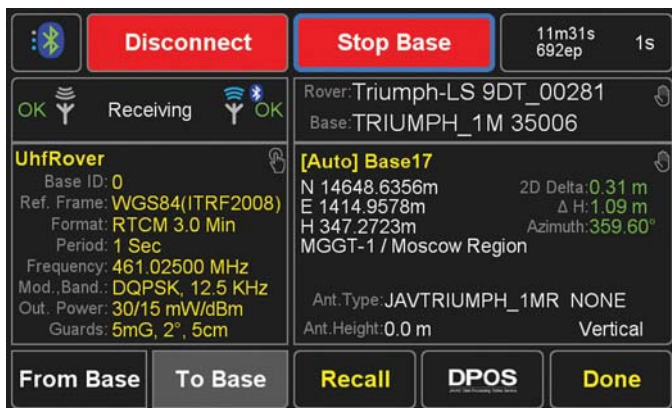 Disconnect
Stop Base
11m31s
692ep
1s
OK
Receiving
OK
Rover:Triumph-LS 9DT_00281
Base:TRIUMPH_1M 35006
UhfRover
Base ID: 0
Ref. Frame: WGS84(ITRF2008)
Format: RTCM 3.0 Min
Period: 1 Sec
Frequency: 461.02500 MHz
Mod.,Band.: DQPSK, 12.5 KHz
Out. Power: 30/15 mW/dBm
Guards: 5mG, 2°, 5cm
[Auto] Base17
N 14648.6356m
2D Delta:0.31 m
E 1414.9578m
Δ H:1.09 m
H 347.2723m
Azimuth:359.60°
MGGT-1 / Moscow Region
Ant.Type:JAVTRIUMPH_1MR NONE
Ant.Height:0.0 m
Vertical
From Base
To Base
Recall
DPOS
Done